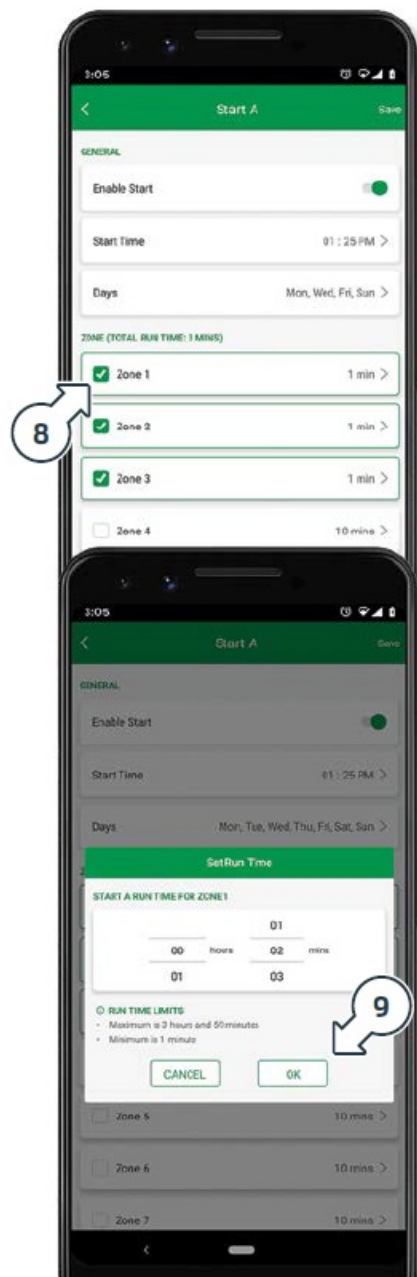 3:05
Start A
Save
GENERAL
Enable Start
Start Time 01 : 25 PM
Days Mon, Wed, Fri, Sun
ZONE (TOTAL RUN TIME: 3 MINS)
Zone 1 1 min
8
Zone 2 1 min
Zone 3 1 min
Zone 4 10 mins
3:05
Start A
Save
GENERAL
Enable Start
Start Time 01 : 25 PM
Days Mon, Tue, Wed, Thu, Fri, Sat, Sun
Set Run Time
START A RUN TIME FOR ZONE 1
01
00 hours 02 mins
01 03
9
RUN TIME LIMITS
Maximum is 3 hours and 50 minutes
Minimum is 1 minute
CANCEL OK
Zone 5 10 mins
Zone 6 10 mins
Zone 7 10 mins